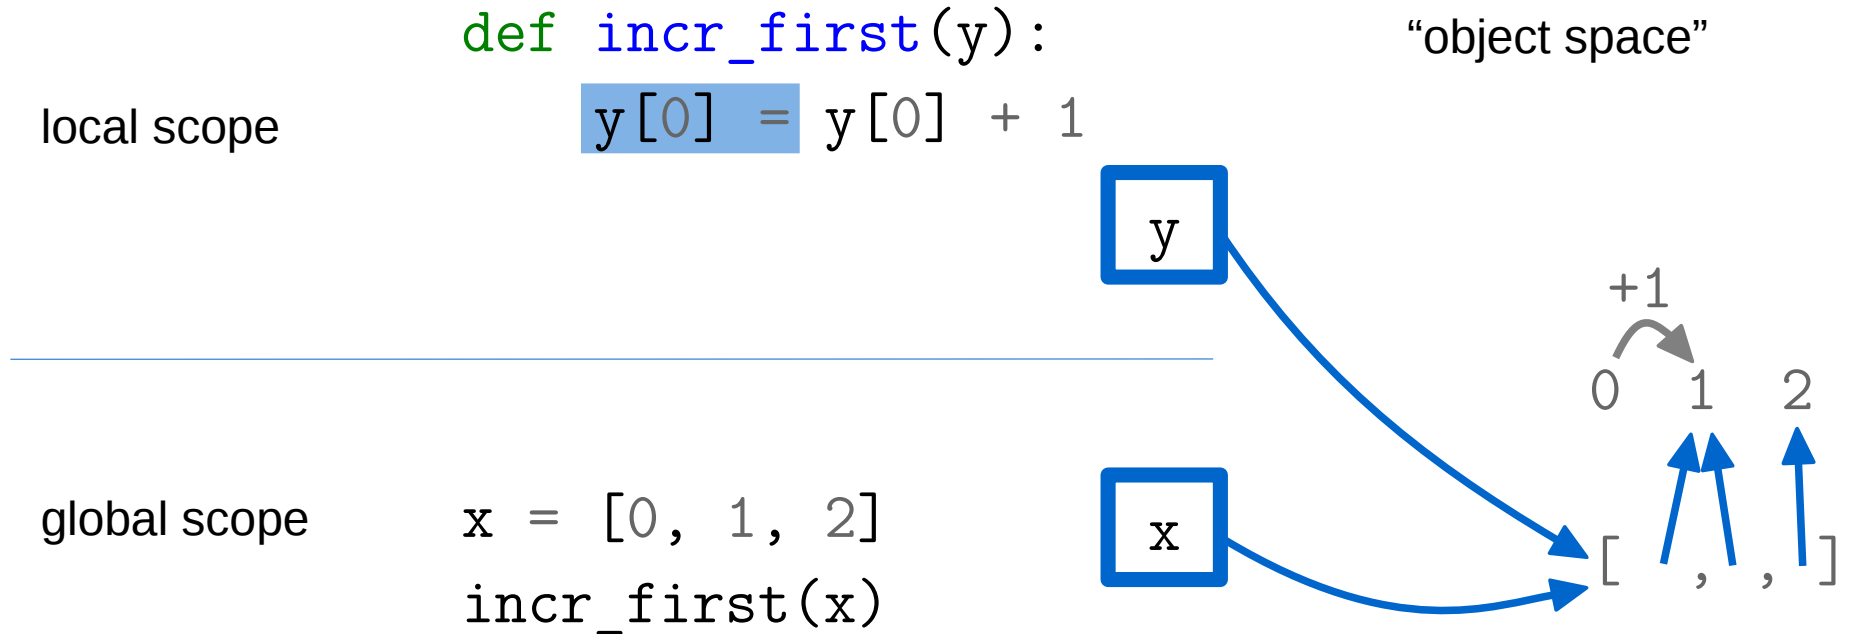 def incr_first(y):
“object space”
local scope
y[0] = y[0] + 1
y
+1
0 1 2
global scope
x = [0, 1, 2]
x
[ , , ]
incr_first(x)